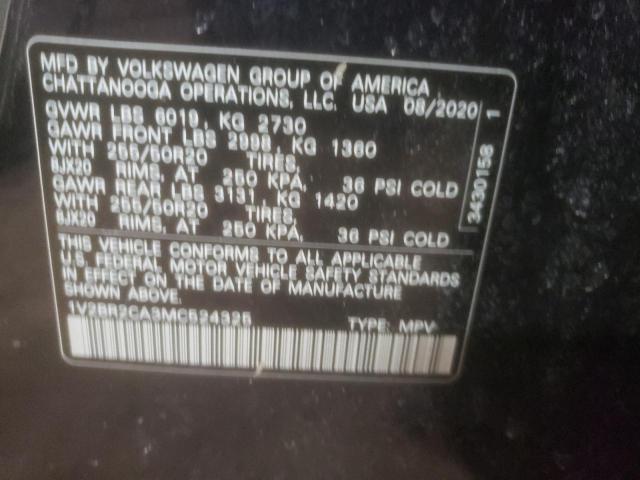 MFD BY VOLKSWAGEN GROUP OF AMERICA
CHATTANOOGA OPERATIONS, LLC. USA 08/2020
GVWR LBS 6019, KG 2730
GAWR FRONT LBS 2998, KG 1360
WITH 255/50R20 TIRES,
8JX20 RIMS, AT 250 KPA, 36 PSI COLD
GAWR REAR LBS 3131, KG 1420
WITH 255/50R20 TIRES,
8JX20 RIMS, AT 250 KPA, 36 PSI COLD
THIS VEHICLE CONFORMS TO ALL APPLICABLE
U.S. FEDERAL MOTOR VEHICLE SAFETY STANDARDS
IN EFFECT ON THE DATE OF MANUFACTURE
SHOWN ABOVE.
TYPE: MPV
3430158 1